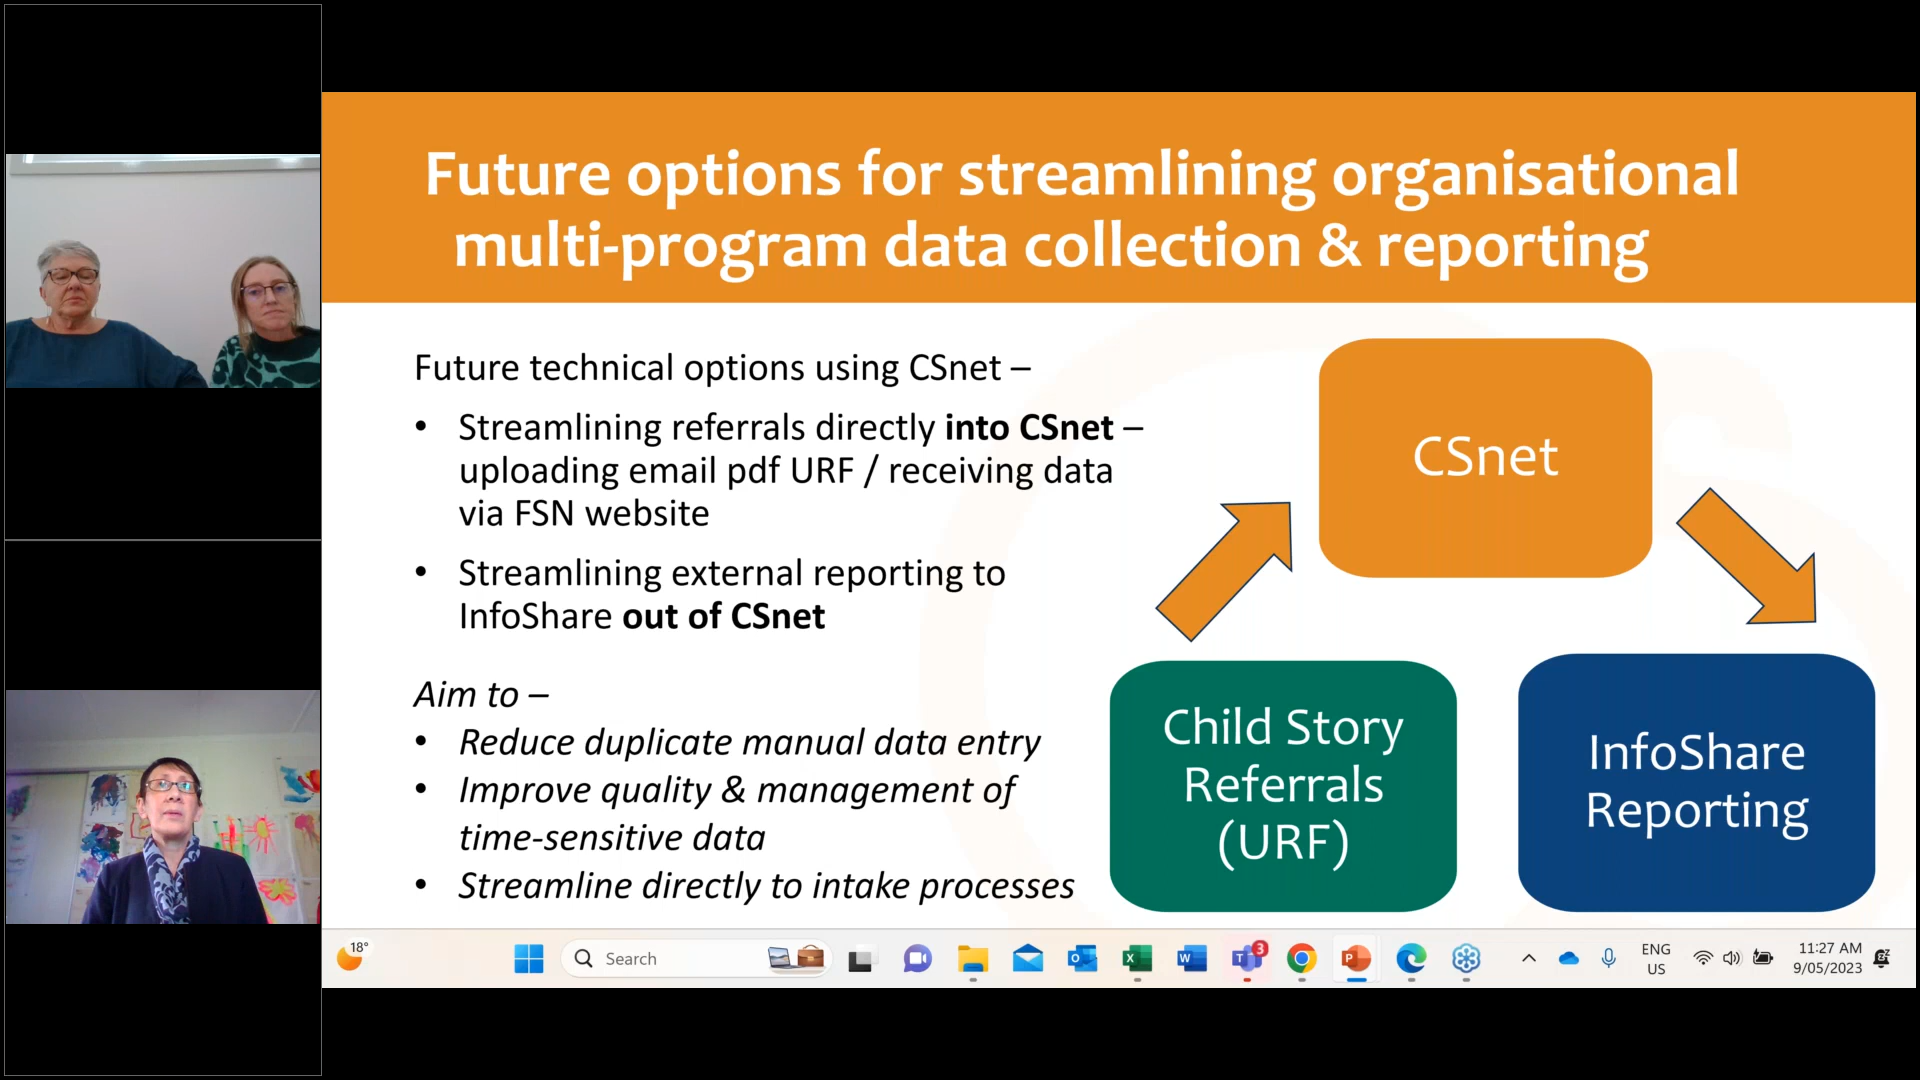 Future options for streamlining organisational
multi-program data collection & reporting
Future technical options using CSnet –
• Streamlining referrals directly into CSnet –
uploading email pdf URF / receiving data
via FSN website
• Streamlining external reporting to
InfoShare out of CSnet
Aim to –
• Reduce duplicate manual data entry
• Improve quality & management of
time-sensitive data
• Streamline directly to intake processes
CSnet
Child Story
Referrals
(URF)
InfoShare
Reporting
18°
Search
3
ENG
US
11:27 AM
9/05/2023